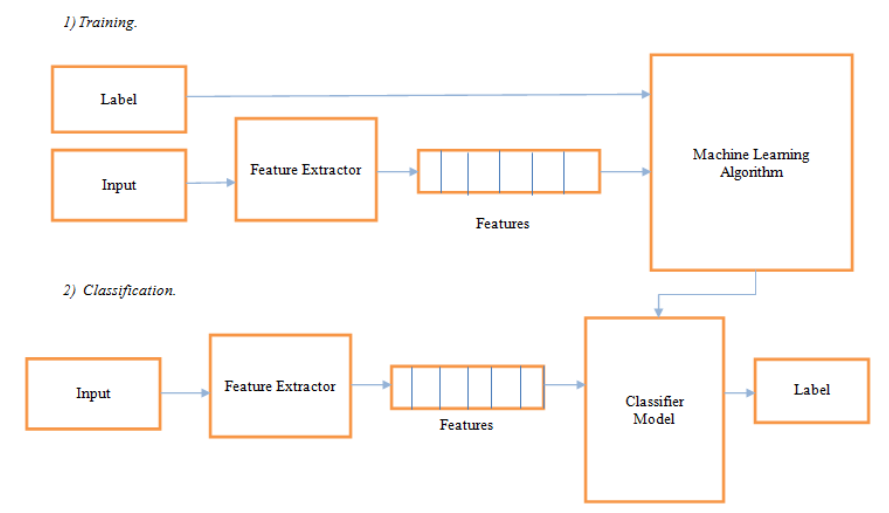 1) Training.
Label
Input
Feature Extractor
Features
Machine Learning
Algorithm
2) Classification.
Input
Feature Extractor
Features
Classifier
Model
Label